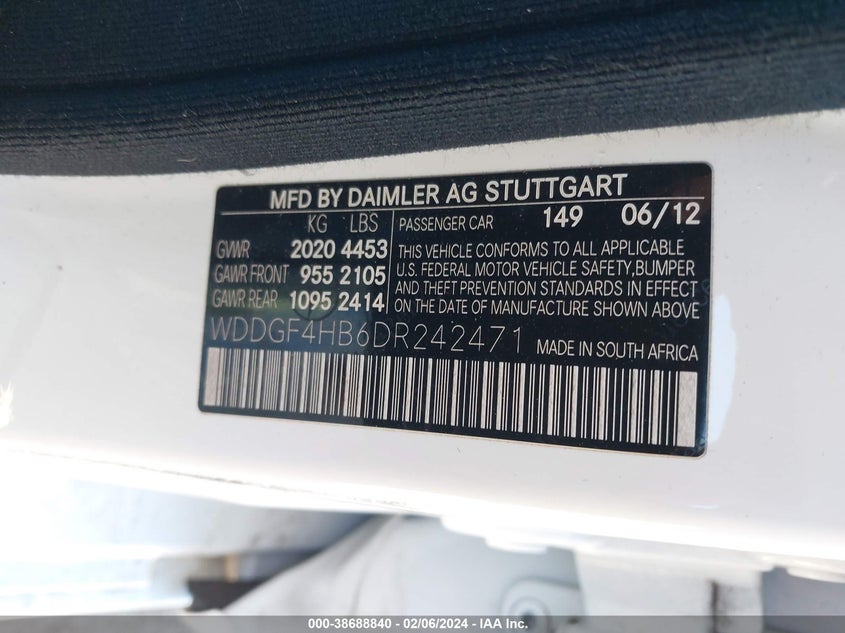 MFD BY DAIMLER AG STUTTGART
KG LBS
GVWR 2020 4453
GAWR FRONT 955 2105
GAWR REAR 1095 2414
PASSENGER CAR 149 06/12
THIS VEHICLE CONFORMS TO ALL APPLICABLE
U.S. FEDERAL MOTOR VEHICLE SAFETY,BUMPER
AND THEFT PREVENTION STANDARDS IN EFFECT
ON THE DATE OF MANUFACTURE SHOWN ABOVE
WDDGF4HB6DR242471 MADE IN SOUTH AFRICA
000-38688840 - 02/06/2024 - IAA Inc.